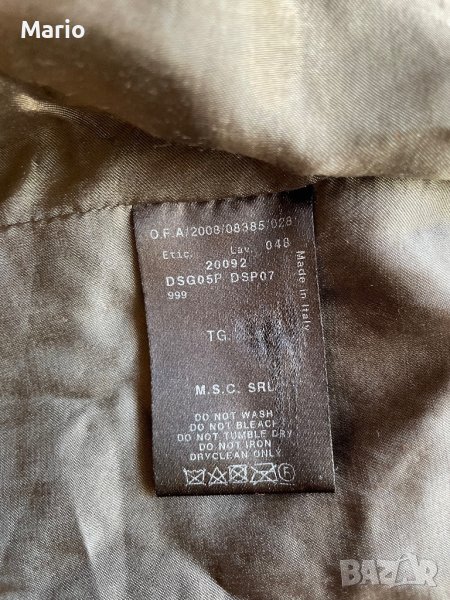 Mario
O.F.A/2008/08385/028
Etic. Lav. 048
20092
DSG05P DSP07
999
Made in Italy
TG.
M.S.C. SRL
DO NOT WASH
DO NOT BLEACH
DO NOT TUMBLE DRY
DO NOT IRON
DRYCLEAN ONLY
BAZAR